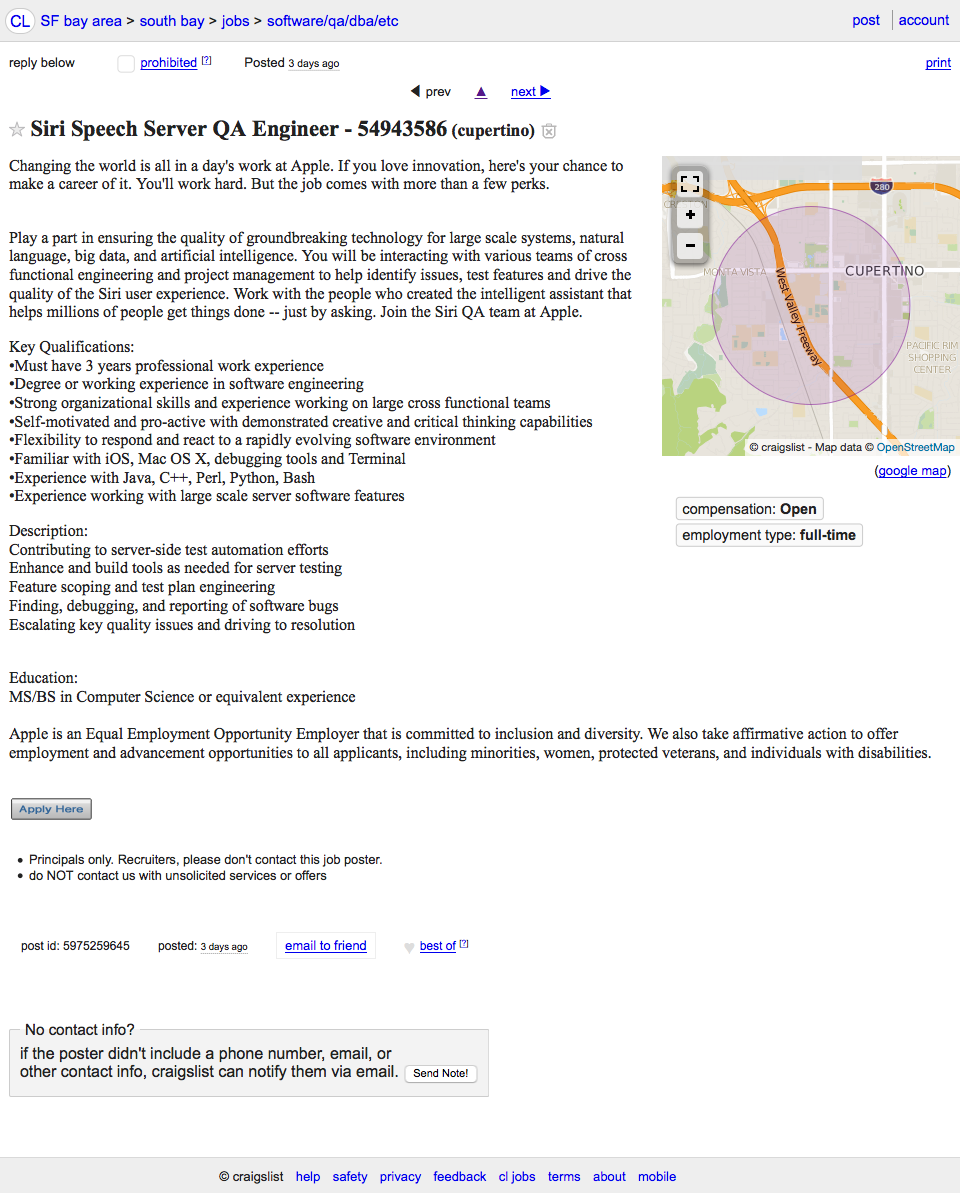 CL SF bay area > south bay > jobs > software/qa/dba/etc post account
reply below prohibited [?] Posted 3 days ago print
◀ prev ▲ next ▶
☆ Siri Speech Server QA Engineer - 54943586 (cupertino)
Changing the world is all in a day's work at Apple. If you love innovation, here's your chance to
make a career of it. You'll work hard. But the job comes with more than a few perks.
Play a part in ensuring the quality of groundbreaking technology for large scale systems, natural
language, big data, and artificial intelligence. You will be interacting with various teams of cross
functional engineering and project management to help identify issues, test features and drive the
quality of the Siri user experience. Work with the people who created the intelligent assistant that
helps millions of people get things done -- just by asking. Join the Siri QA team at Apple.
Key Qualifications:
•Must have 3 years professional work experience
•Degree or working experience in software engineering
•Strong organizational skills and experience working on large cross functional teams
•Self-motivated and pro-active with demonstrated creative and critical thinking capabilities
•Flexibility to respond and react to a rapidly evolving software environment
•Familiar with iOS, Mac OS X, debugging tools and Terminal
•Experience with Java, C++, Perl, Python, Bash
•Experience working with large scale server software features
Description:
Contributing to server-side test automation efforts
Enhance and build tools as needed for server testing
Feature scoping and test plan engineering
Finding, debugging, and reporting of software bugs
Escalating key quality issues and driving to resolution
Education:
MS/BS in Computer Science or equivalent experience
Apple is an Equal Employment Opportunity Employer that is committed to inclusion and diversity. We also take affirmative action to offer
employment and advancement opportunities to all applicants, including minorities, women, protected veterans, and individuals with disabilities.
Apply Here
+
−
280
MONTA VISTA
CUPERTINO
West Valley Freeway
PACIFIC RIM
SHOPPING
CENTER
© craigslist - Map data © OpenStreetMap
(google map)
compensation: Open
employment type: full-time
• Principals only. Recruiters, please don't contact this job poster.
• do NOT contact us with unsolicited services or offers
post id: 5975259645 posted: 3 days ago email to friend ♥ best of [?]
No contact info?
if the poster didn't include a phone number, email, or
other contact info, craigslist can notify them via email. Send Note!
© craigslist help safety privacy feedback cl jobs terms about mobile